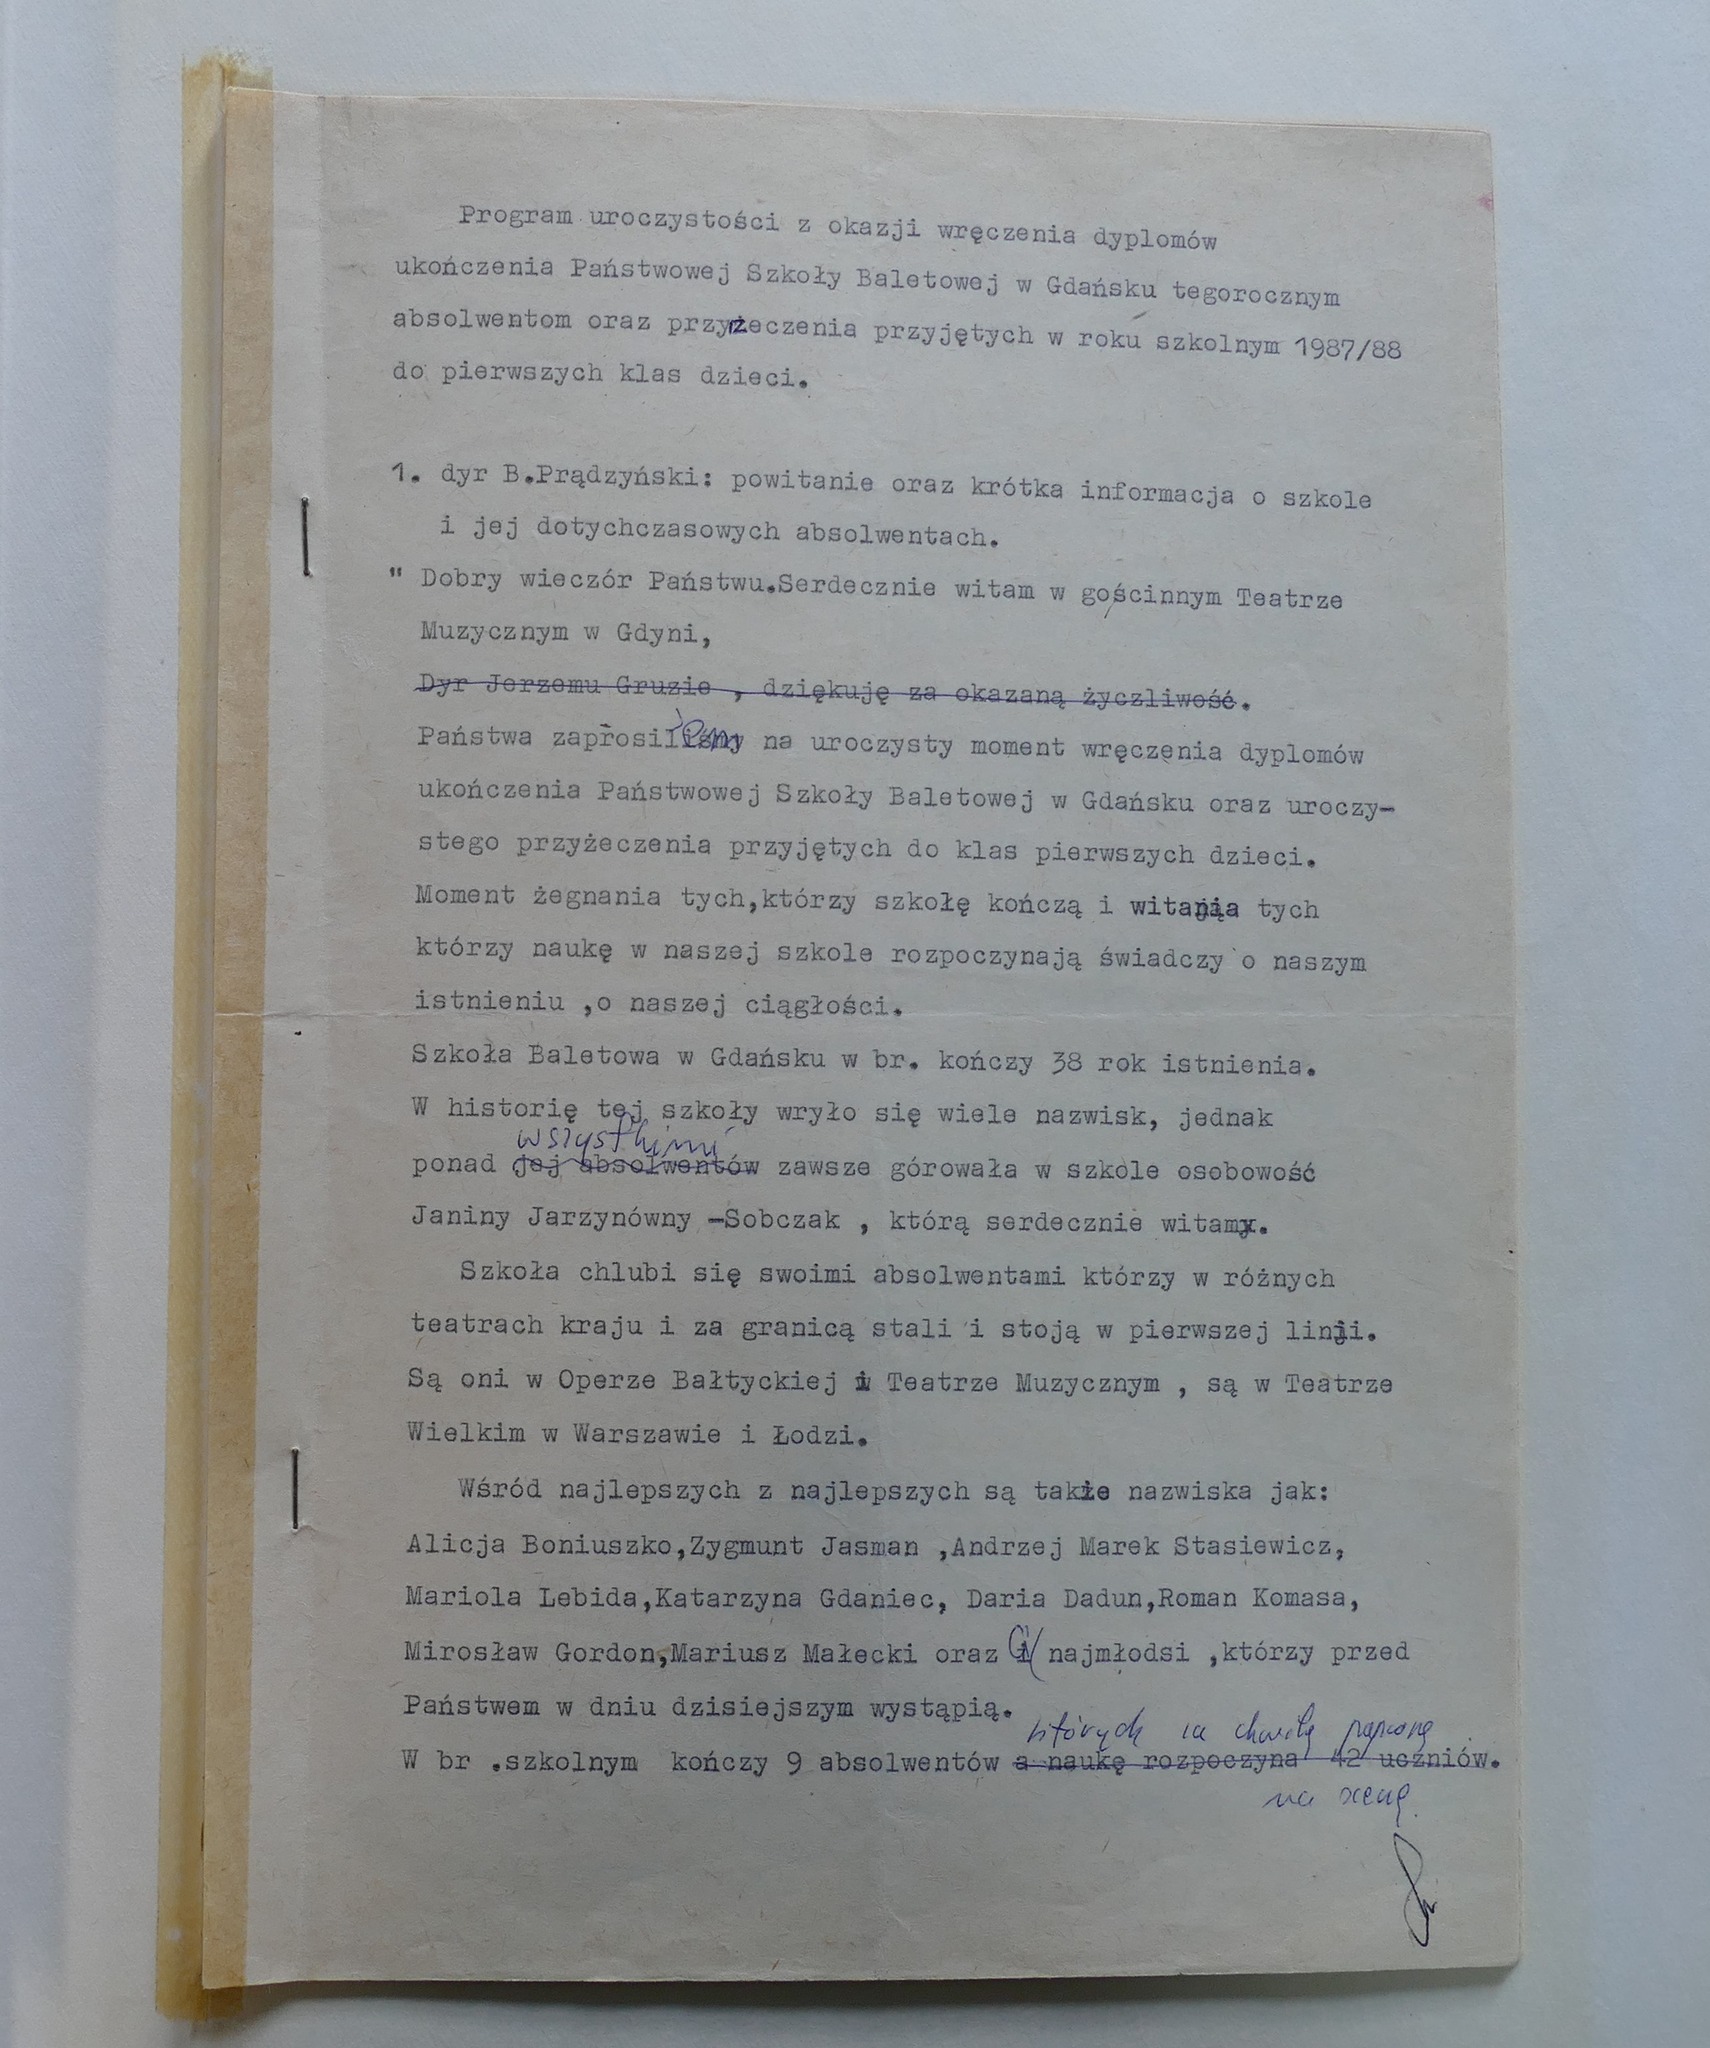 Program uroczystości z okazji wręczenia dyplomów
ukończenia Państwowej Szkoły Baletowej w Gdańsku tegorocznym
absolwentom oraz przyżeczenia przyjętych w roku szkolnym 1987/88
do pierwszych klas dzieci.
1. dyr B.Prądzyński: powitanie oraz krótka informacja o szkole
i jej dotychczasowych absolwentach.
" Dobry wieczór Państwu.Serdecznie witam w gościnnym Teatrze
Muzycznym w Gdyni,
Dyr Jerzemu Gruzie , dziękuję za okazaną życzliwość.
Państwa zaprosiliśmy na uroczysty moment wręczenia dyplomów
ukończenia Państwowej Szkoły Baletowej w Gdańsku oraz uroczy-
stego przyżeczenia przyjętych do klas pierwszych dzieci.
Moment żegnania tych,którzy szkołę kończą i witania tych
którzy naukę w naszej szkole rozpoczynają świadczy o naszym
istnieniu ,o naszej ciągłości.
Szkoła Baletowa w Gdańsku w br. kończy 38 rok istnienia.
W historię tej szkoły wryło się wiele nazwisk, jednak
wszystkimi
ponad jej absolwentów zawsze górowała w szkole osobowość
Janiny Jarzynówny -Sobczak , którą serdecznie witamy.
Szkoła chlubi się swoimi absolwentami którzy w różnych
teatrach kraju i za granicą stali i stoją w pierwszej linji.
Są oni w Operze Bałtyckiej i Teatrze Muzycznym , są w Teatrze
Wielkim w Warszawie i Łodzi.
Wśród najlepszych z najlepszych są takie nazwiska jak:
Alicja Boniuszko,Zygmunt Jasman ,Andrzej Marek Stasiewicz,
Mariola Lebida,Katarzyna Gdaniec, Daria Dadun,Roman Komasa,
Mirosław Gordon,Mariusz Małecki oraz i najmłodsi ,którzy przed
Państwem w dniu dzisiejszym wystąpią.
których za chwilę poproszę
W br .szkolnym kończy 9 absolwentów a naukę rozpoczyna 42 uczniów.
na scenę.